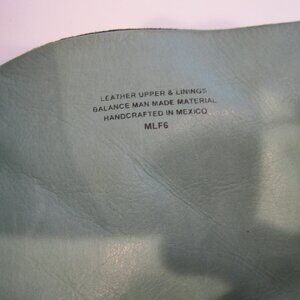 LEATHER UPPER & LININGS
BALANCE MAN MADE MATERIAL
HANDCRAFTED IN MEXICO
MLF6